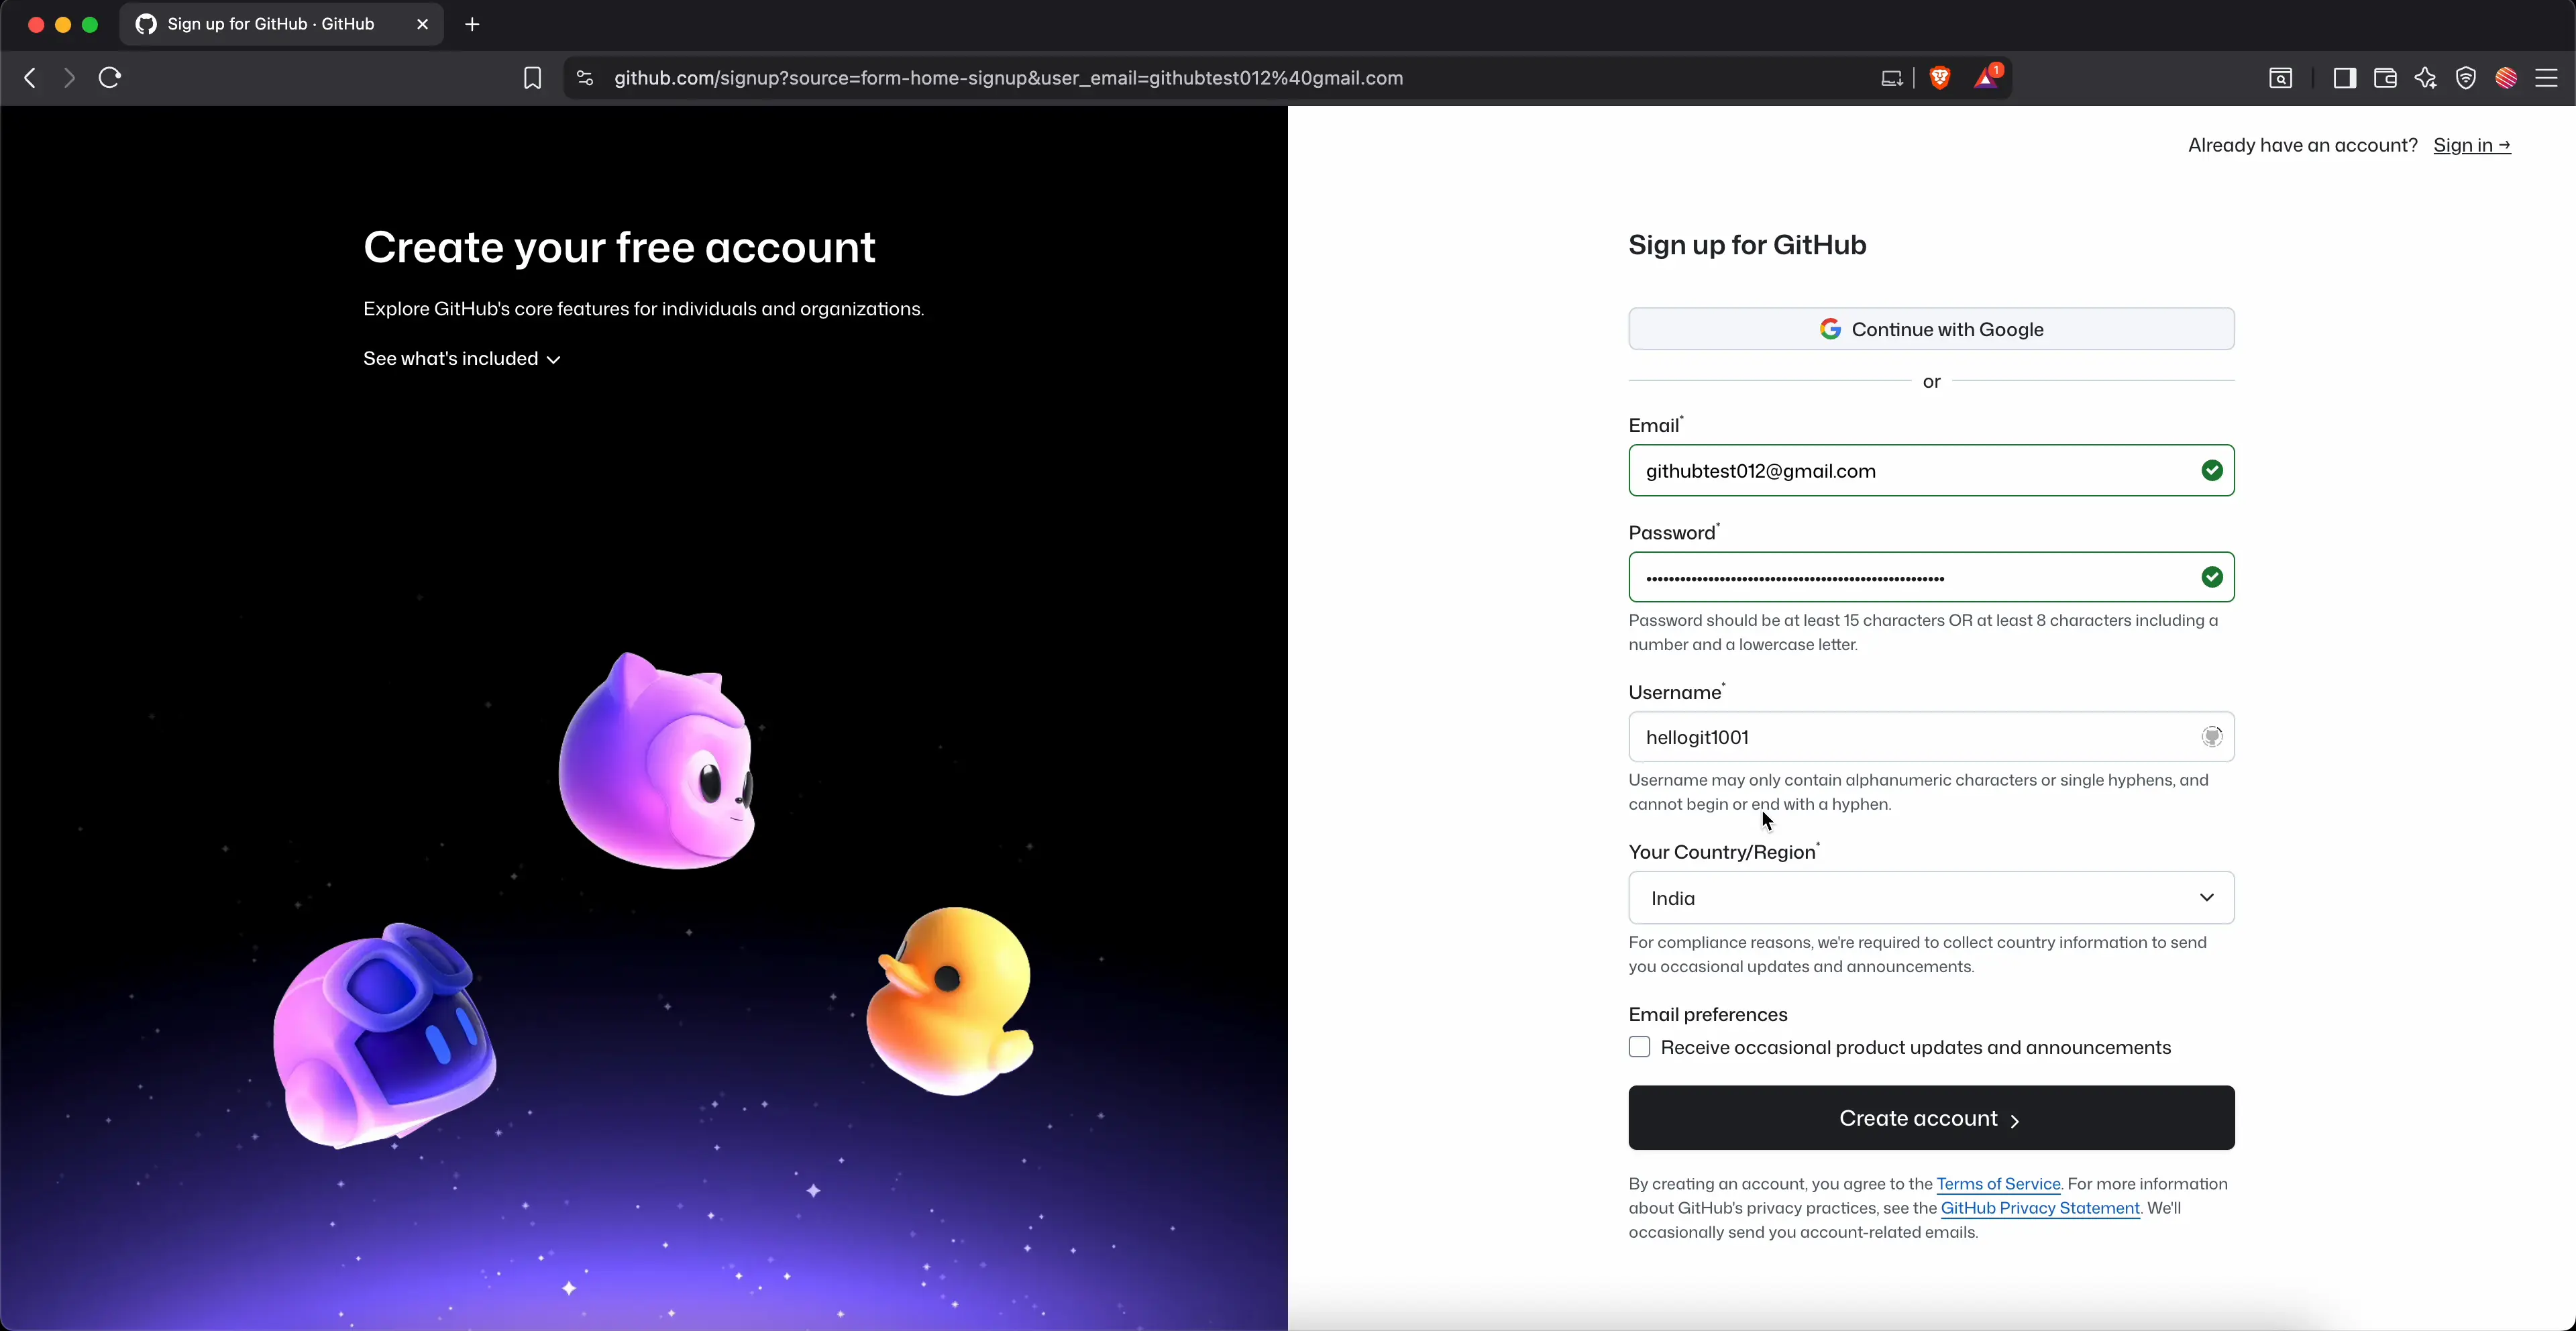 Sign up for GitHub · GitHub
github.com/signup?source=form-home-signup&user_email=githubtest012%40gmail.com
1
Already have an account? Sign in →
Create your free account
Explore GitHub's core features for individuals and organizations.
See what's included
Sign up for GitHub
Continue with Google
or
Email*
githubtest012@gmail.com
Password*
Password should be at least 15 characters OR at least 8 characters including a
number and a lowercase letter.
Username*
hellogit1001
Username may only contain alphanumeric characters or single hyphens, and
cannot begin or end with a hyphen.
Your Country/Region*
India
For compliance reasons, we're required to collect country information to send
you occasional updates and announcements.
Email preferences
Receive occasional product updates and announcements
Create account
By creating an account, you agree to the Terms of Service. For more information
about GitHub's privacy practices, see the GitHub Privacy Statement. We'll
occasionally send you account-related emails.